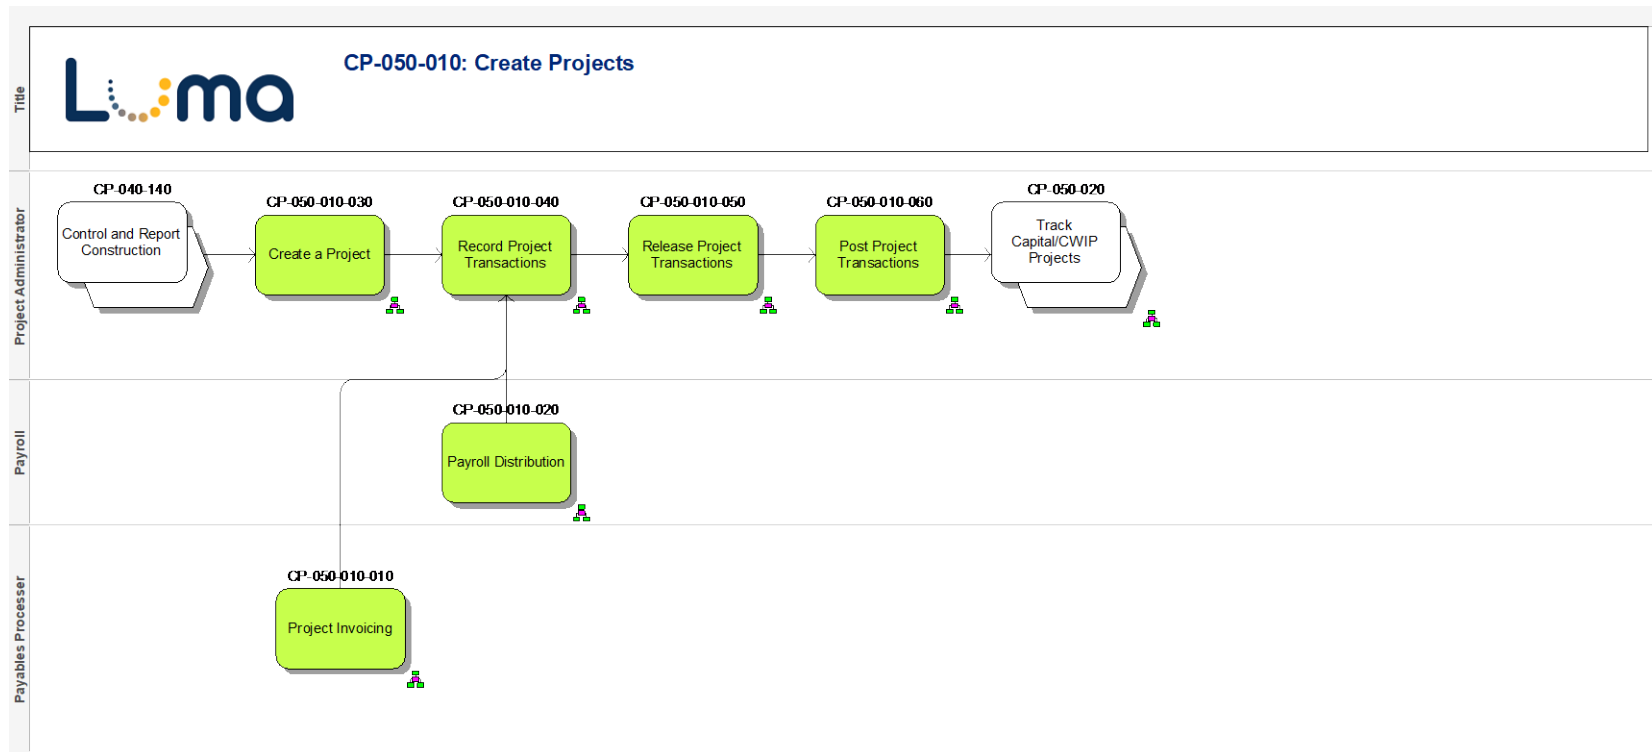 Title
Luma
CP-050-010: Create Projects
Project Administrator
CP-040-140
Control and Report
Construction
CP-050-010-030
Create a Project
CP-050-010-040
Record Project
Transactions
CP-050-010-050
Release Project
Transactions
CP-050-010-060
Post Project
Transactions
CP-050-020
Track
Capital/CWIP
Projects
Payroll
CP-050-010-020
Payroll Distribution
Payables Processer
CP-050-010-010
Project Invoicing